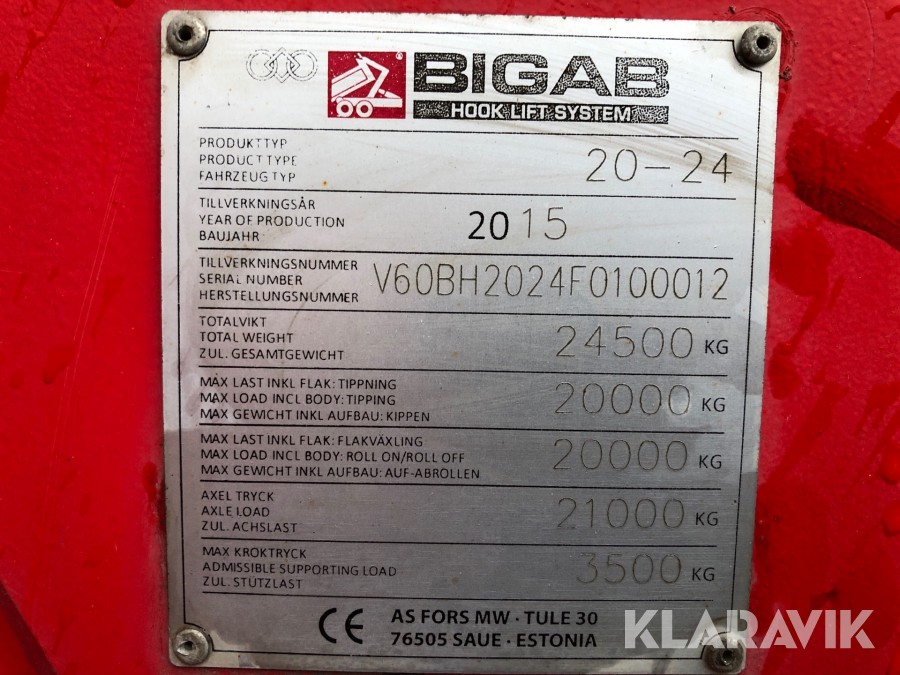 BIGAB
HOOK LIFT SYSTEM
PRODUKTTYP
PRODUCT TYPE
FAHRZEUG TYP
20-24
TILLVERKNINGSÅR
YEAR OF PRODUCTION
BAUJAHR
2015
TILLVERKNINGSNUMMER
SERIAL NUMBER
HERSTELLUNGSNUMMER
V60BH2024F0100012
TOTALVIKT
TOTAL WEIGHT
ZUL. GESAMTGEWICHT
24500 KG
MAX LAST INKL FLAK: TIPPNING
MAX LOAD INCL BODY: TIPPING
MAX GEWICHT INKL AUFBAU: KIPPEN
20000 KG
MAX LAST INKL FLAK: FLAKVÄXLING
MAX LOAD INCL BODY: ROLL ON/ROLL OFF
MAX GEWICHT INKL AUFBAU: AUF-ABROLLEN
20000 KG
AXEL TRYCK
AXLE LOAD
ZUL. ACHSLAST
21000 KG
MAX KROKTRYCK
ADMISSIBLE SUPPORTING LOAD
ZUL. STÜTZLAST
3500 KG
CE
AS FORS MW · TULE 30
76505 SAUE · ESTONIA
KLARAVIK